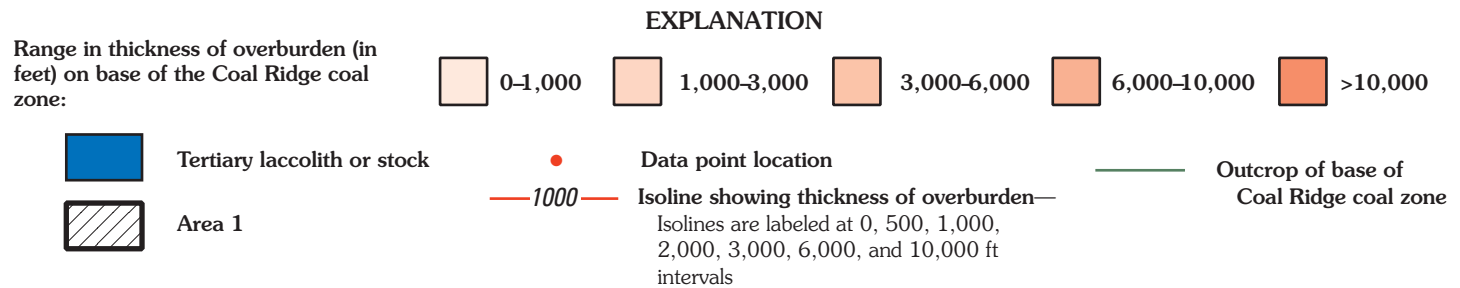 EXPLANATION
Range in thickness of overburden (in
feet) on base of the Coal Ridge coal
zone:
0–1,000
1,000–3,000
3,000–6,000
6,000–10,000
>10,000
Tertiary laccolith or stock
Data point location
Outcrop of base of
Coal Ridge coal zone
Area 1
1000
Isoline showing thickness of overburden—
Isolines are labeled at 0, 500, 1,000,
2,000, 3,000, 6,000, and 10,000 ft
intervals